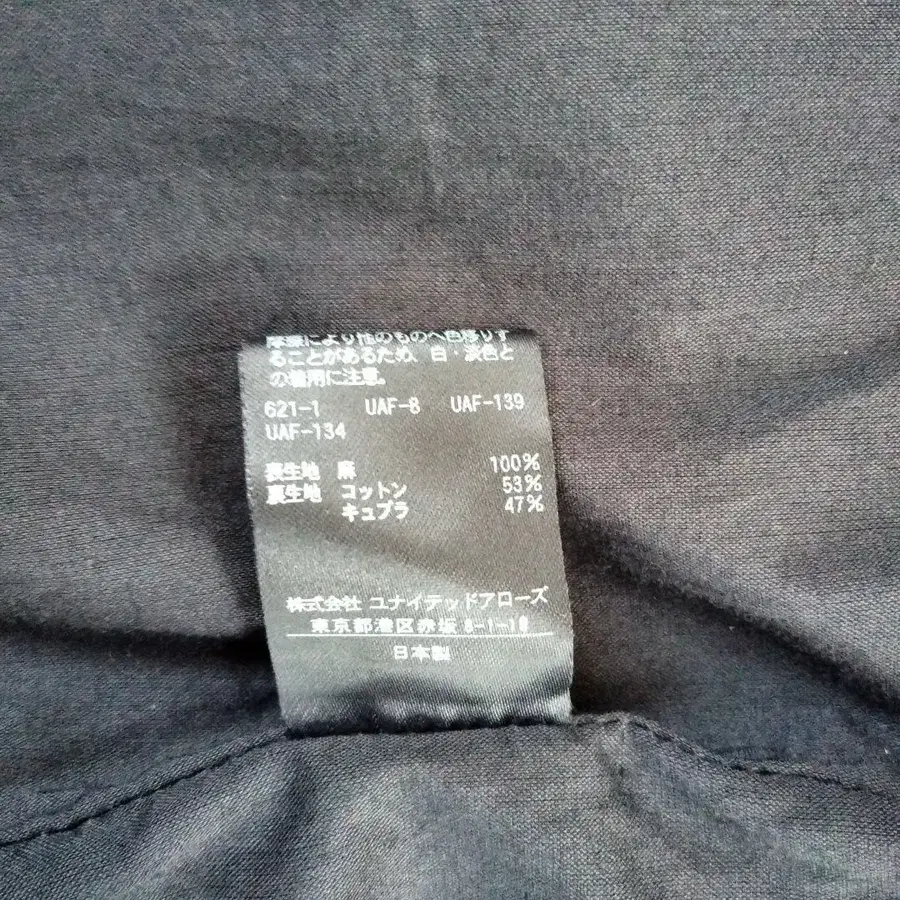 摩擦により他のものへ色移りす
ることがあるため、白・淡色と
の着用に注意。
621-1 UAF-8 UAF-139
UAF-134
表生地 麻 100%
裏生地 コットン 53%
キュプラ 47%
株式会社 ユナイテッドアローズ
東京都港区赤坂
日本製